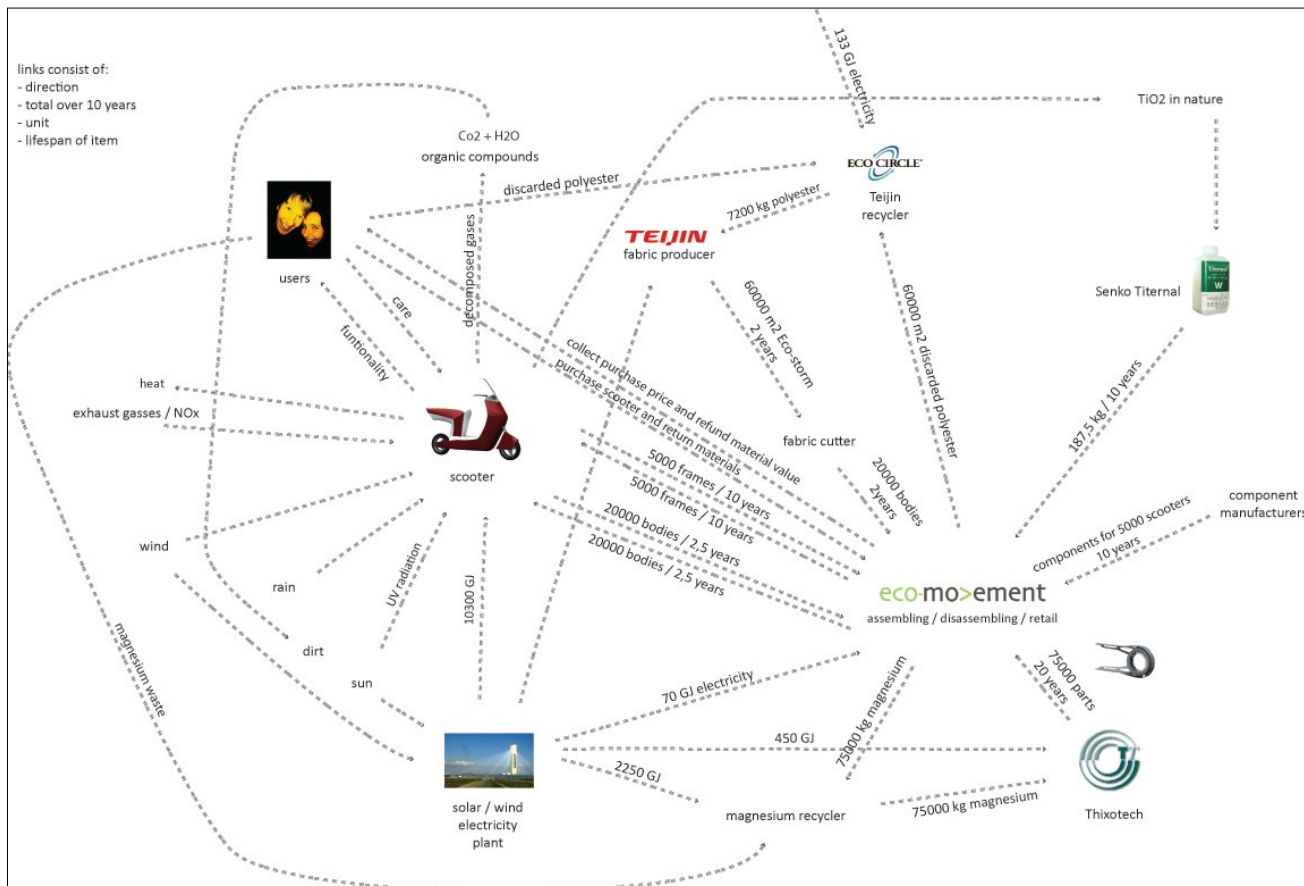 links consist of:
- direction
- total over 10 years
- unit
- lifespan of item
133 GJ electricity
TiO2 in nature
Co2 + H2O
organic compounds
ECO CIRCLE
Teijin
recycler
discarded polyester
7200 kg polyester
TEIJIN
fabric producer
users
decomposed gases
Titernal
W
Senko Titernal
care
funtionality
60000 m2 Eco-storm
2 years
60000 m2 discarded polyester
collect purchase price and refund material value
purchase scooter and return materials
187,5 kg / 10 years
heat
exhaust gasses / NOx
scooter
fabric cutter
20000 bodies
2years
5000 frames / 10 years
5000 frames / 10 years
20000 bodies / 2,5 years
20000 bodies / 2,5 years
component
manufacturers
components for 5000 scooters
10 years
wind
rain
UV radiation
10300 GJ
eco-mo>ement
assembling / disassembling / retail
magnesium waste
dirt
sun
70 GJ electricity
75000 kg magnesium
75000 parts
20 years
450 GJ
2250 GJ
solar / wind
electricity
plant
magnesium recycler
75000 kg magnesium
Thixotech